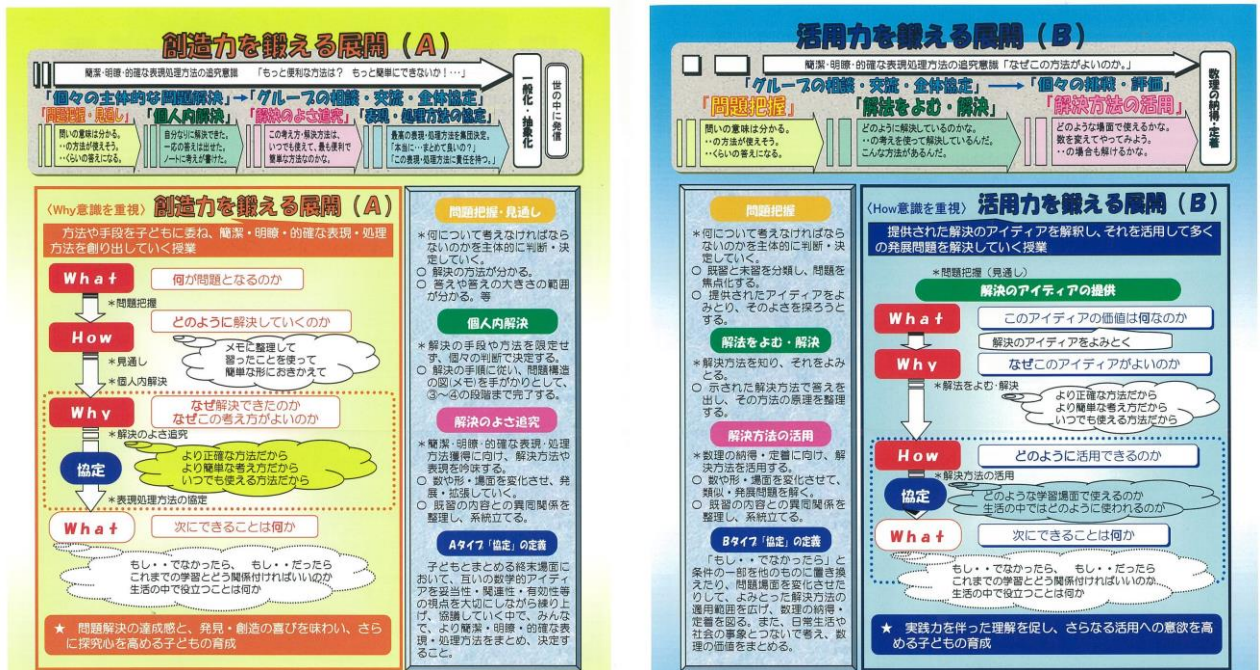 創造力を鍛える展開(A)
簡潔・明瞭・的確な表現処理方法の追究意識 「もっと便利な方法は? もっと簡単にできないか!・・・」
「個々の主体的な問題解決」→「グループの相談・交流・全体協定」
「問題把握・見通し」
「個人内解決」
「解決のよさ追究」
「表現・処理方法の協定」
問いの意味は分かる。
‥の方法が使えそう。
‥くらいの答えになる。
自分なりに解決できた。
一応の答えは出せた。
ノートに考えが書けた。
この考え方・解決方法は、
いつでも使えて、最も便利で
簡単な方法なのかな。
最高の表現・処理方法を集団決定。
「本当に‥まとめて良いの?」
「この表現・処理方法に責任を持つ。」
一般化・抽象化
世の中に発信
〈Why意識を重視〉 創造力を鍛える展開(A)
方法や手段を子どもに委ね、簡潔・明瞭・的確な表現・処理
方法を創り出していく授業
What
何が問題となるのか
*問題把握
How
どのように解決していくのか
メモに整理して
習ったことを使って
簡単な形におきかえて
*見通し
*個人内解決
Why
なぜ解決できたのか
なぜこの考え方がよいのか
*解決のよさ追究
協定
より正確な方法だから
より簡単な考え方だから
いつでも使える方法だから
*表現処理方法の協定
What
次にできることは何か
もし・・でなかったら、 もし・・だったら
これまでの学習とどう関係付ければいいのか
生活の中で役立つことは何か
★ 問題解決の達成感と、発見・創造の喜びを味わい、さら
に探究心を高める子どもの育成
問題把握・見通し
*何について考えなければなら
ないのかを主体的に判断・決
定していく。
○ 解決の方法が分かる。
○ 答えや答えの大きさの範囲
が分かる。等
個人内解決
*解決の手段や方法を限定せ
ず、個々の判断で決定する。
○ 解決の手順に従い、問題構造
の図(メモ)を手がかりとして、
③~④の段階まで完了する。
解決のよさ追究
*簡潔・明瞭・的確な表現・処理
方法獲得に向け、解決方法や
表現を吟味する。
○ 数や形・場面を変化させ、発
展・拡張していく。
○ 既習の内容との異同関係を
整理し、系統立てる。
Aタイプ「協定」の定義
子どもとまとめる終末場面に
おいて、互いの数学的アイディ
アを妥当性・関連性・有効性等
の視点を大切にしながら練り上
げ、協議していく中で、みんな
で、より簡潔・明瞭・的確な表
現・処理方法をまとめ、決定す
ること。
活用力を鍛える展開(B)
簡潔・明瞭・的確な表現処理方法の追究意識「なぜこの方法がよいのか。」
「グループの相談・交流・全体協定」→「個々の挑戦・評価」
「問題把握」
「解法をよむ・解決」
「解決方法の活用」
問いの意味は分かる。
‥の方法が使えそう。
‥くらいの答えになる。
どのように解決しているのかな。
‥の考えを使って解決しているんだ。
こんな方法があるんだ。
どのような場面で使えるかな。
数を変えてやってみよう。
‥の場合も解けるかな。
数理の納得・定着
問題把握
*何について考えなければなら
ないのかを主体的に判断・決
定していく。
○ 既習と未習を分類し、問題を
焦点化する。
○ 提供されたアイディアをよ
みとり、そのよさを探ろうと
する。
解法をよむ・解決
*解決方法を知り、それをよみ
とる。
○ 示された解決方法で答えを
出し、その方法の原理を整理
する。
解決方法の活用
*数理の納得・定着に向け、解
決方法を活用する。
○ 数や形・場面を変化させて、
類似・発展問題を解く。
○ 既習の内容との異同関係を
整理し、系統立てる。
Bタイプ「協定」の定義
「もし・・でなかったら」と
条件の一部を他のものに置き換
えたり、問題場面を変化させた
りして、よみとった解決方法の
適用範囲を広げ、数理の納得・
定着を図る。また、日常生活や
社会の事象とつないで考え、数
理の価値をまとめる。
〈How意識を重視〉 活用力を鍛える展開(B)
提供された解決のアイディアを解釈し、それを活用して多く
の発展問題を解決していく授業
*問題把握(見通し)
解決のアイディアの提供
What
このアイディアの価値は何なのか
解決のアイディアをよみとく
Why
なぜこのアイディアがよいのか
*解法をよむ・解決
より正確な方法だから
より簡単な考え方だから
いつでも使える方法だから
How
どのように活用できるのか
*解決方法の活用
協定
どのような学習場面で使えるのか
生活の中ではどのように使われるのか
What
次にできることは何か
もし・・でなかったら、 もし・・だったら
これまでの学習とどう関係付ければいいのか
生活の中で役立つことは何か
★ 実践力を伴った理解を促し、さらなる活用への意欲を高
める子どもの育成